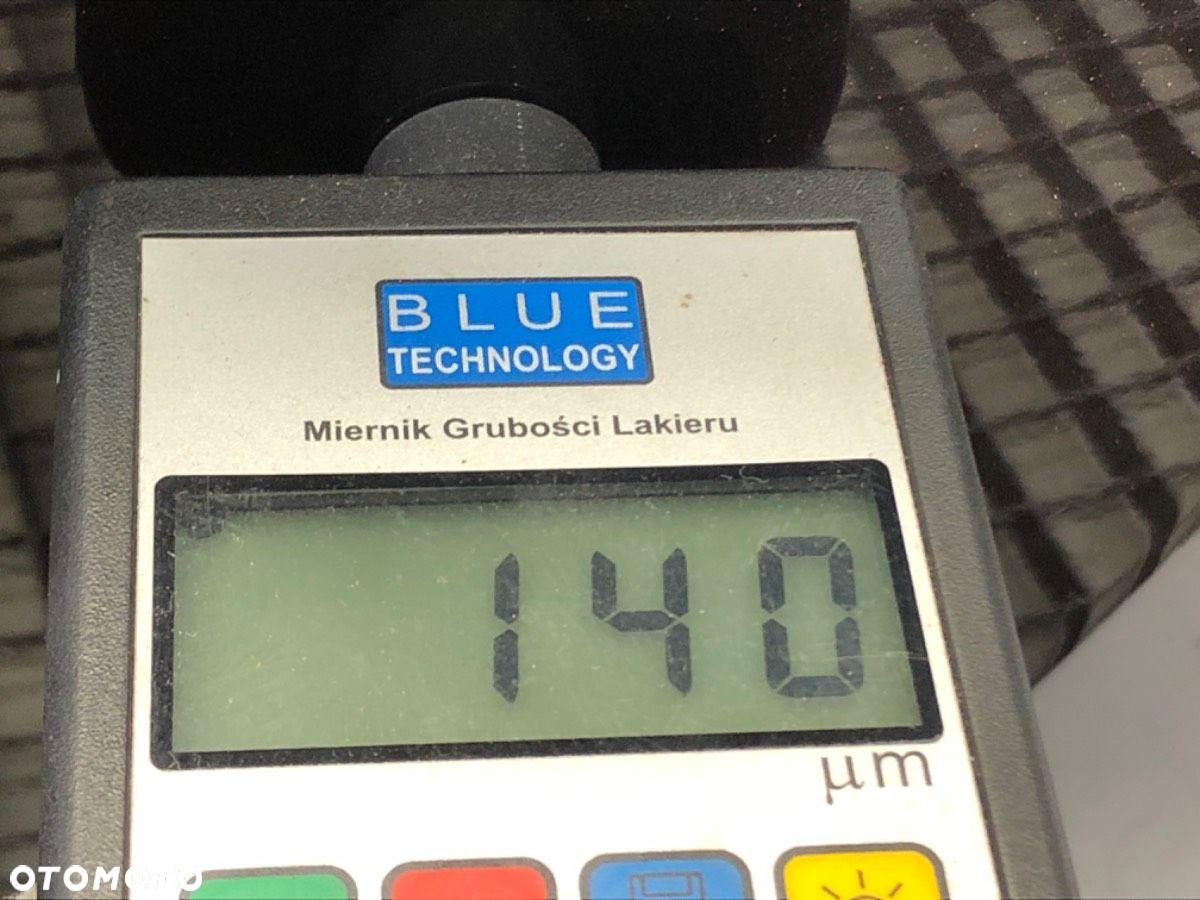 BLUE
TECHNOLOGY
Miernik Grubości Lakieru
140
µm
OTOMOTO